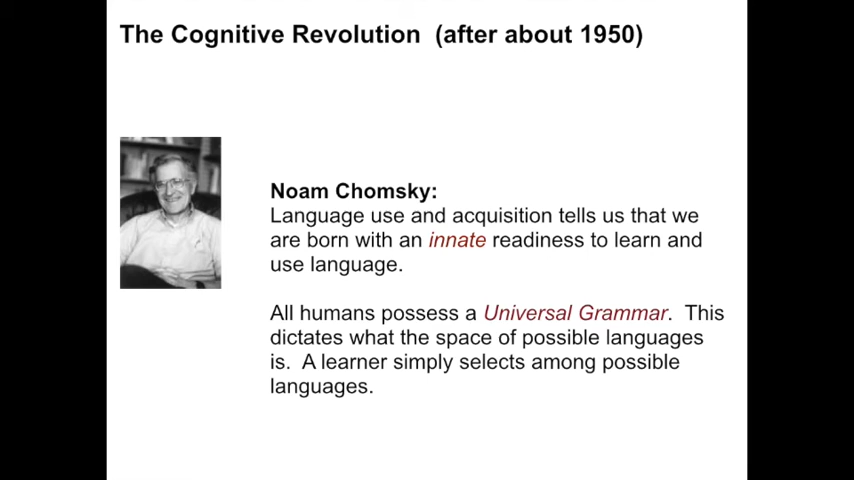 The Cognitive Revolution (after about 1950)
Noam Chomsky:
Language use and acquisition tells us that we
are born with an innate readiness to learn and
use language.
All humans possess a Universal Grammar. This
dictates what the space of possible languages
is. A learner simply selects among possible
languages.